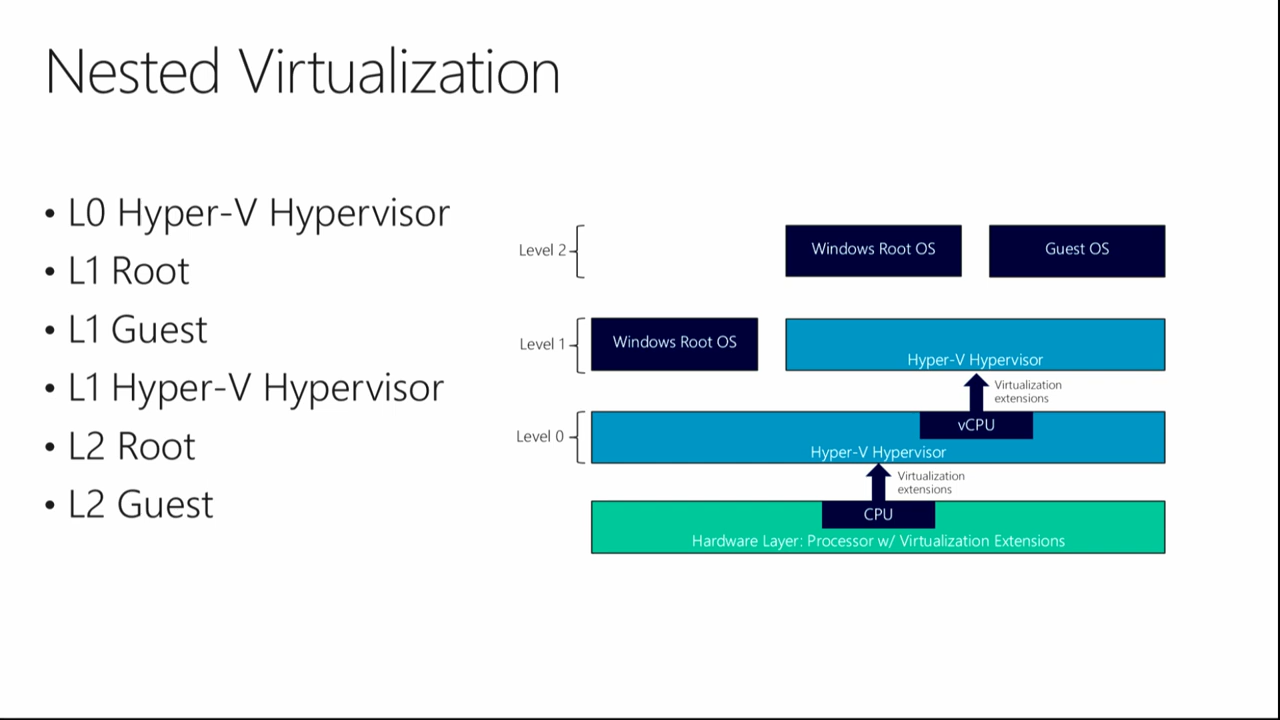 Nested Virtualization
• L0 Hyper-V Hypervisor
• L1 Root
• L1 Guest
• L1 Hyper-V Hypervisor
• L2 Root
• L2 Guest
Level 2
Windows Root OS
Guest OS
Level 1
Windows Root OS
Hyper-V Hypervisor
Virtualization
extensions
Level 0
vCPU
Hyper-V Hypervisor
Virtualization
extensions
CPU
Hardware Layer: Processor w/ Virtualization Extensions